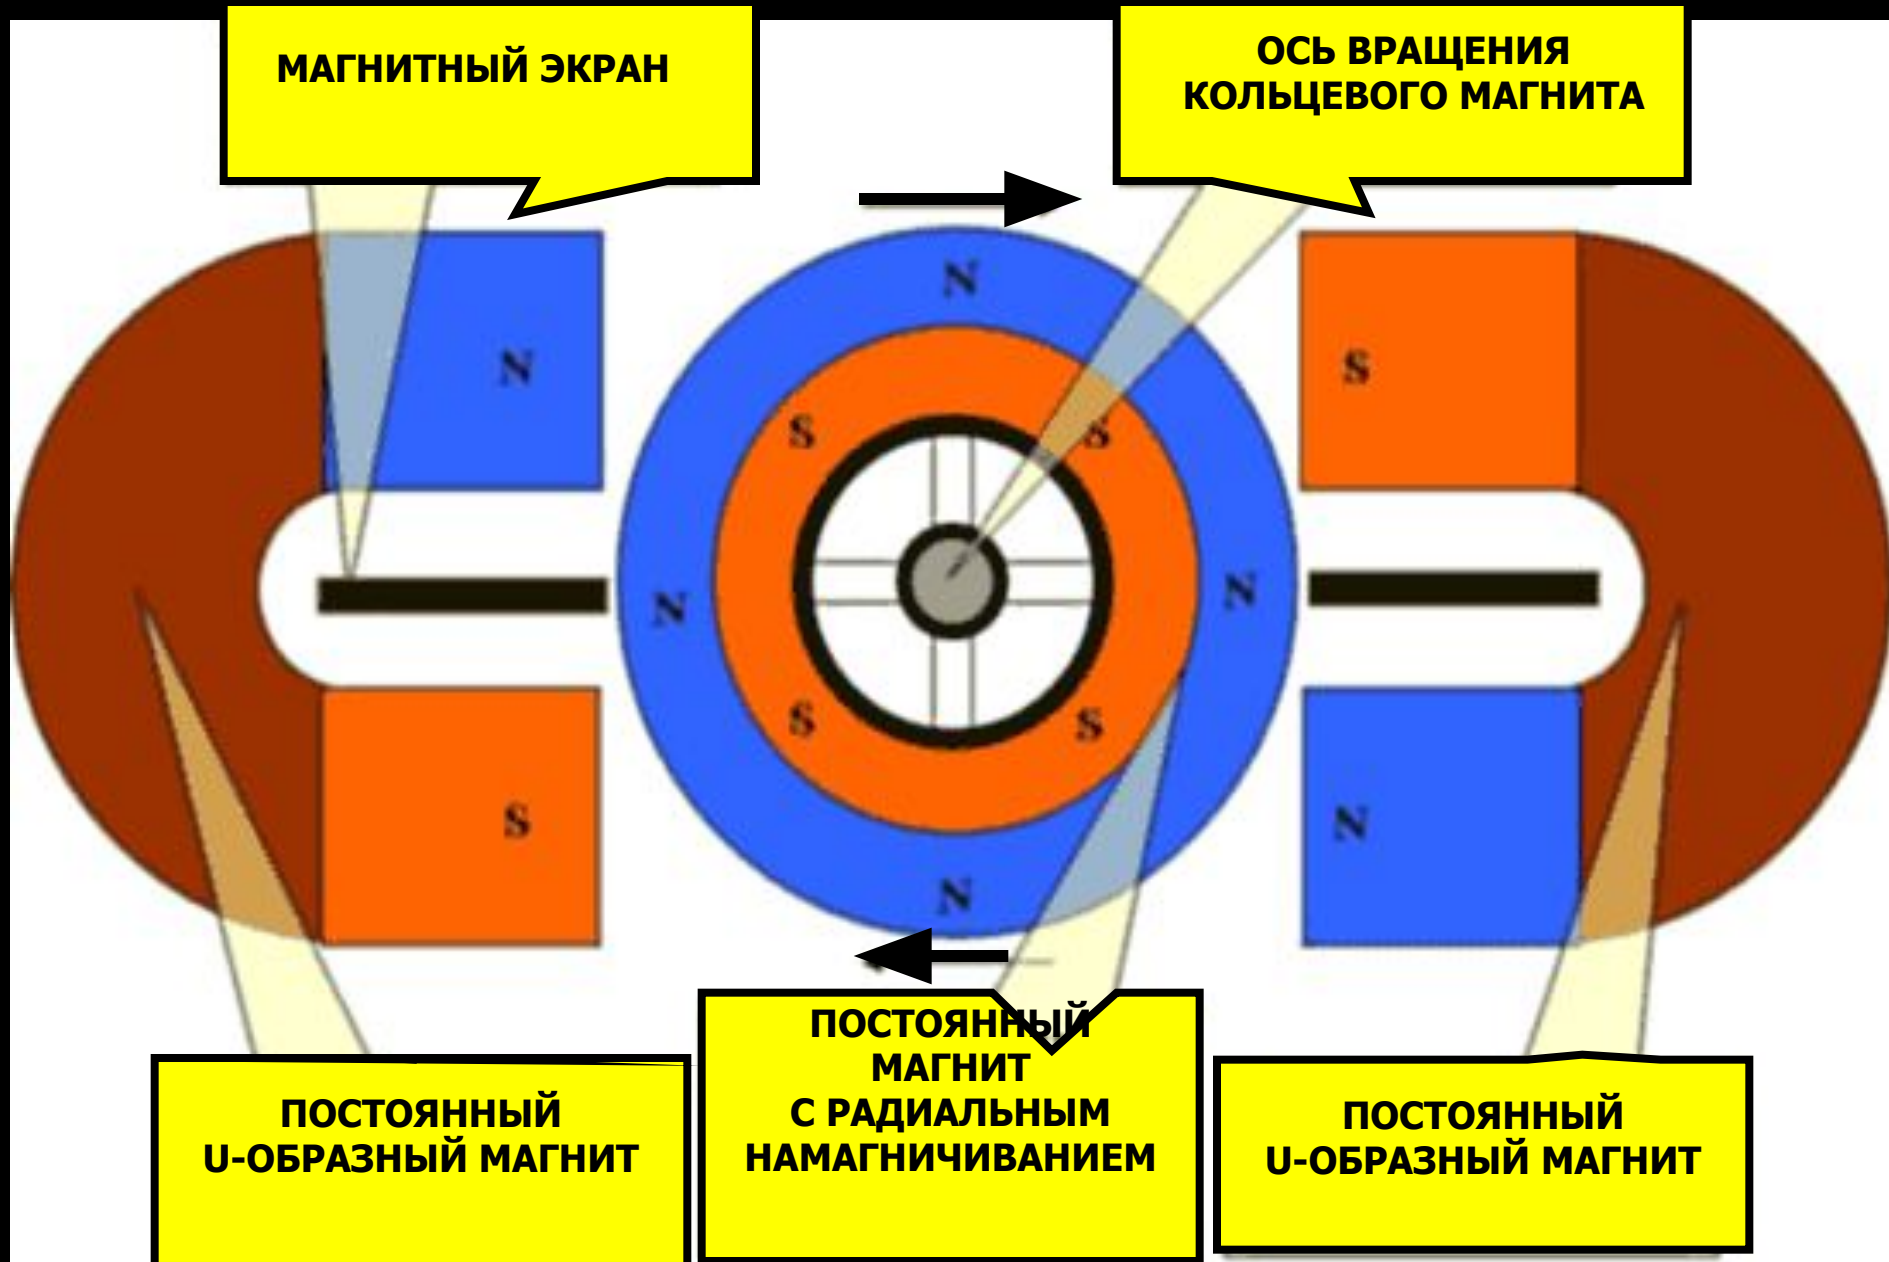 МАГНИТНЫЙ ЭКРАН
ОСЬ ВРАЩЕНИЯ
КОЛЬЦЕВОГО МАГНИТА
N
N
S
S
S
N
N
S
S
S
N
N
ПОСТОЯННЫЙ
U-ОБРАЗНЫЙ МАГНИТ
ПОСТОЯННЫЙ
МАГНИТ
С РАДИАЛЬНЫМ
НАМАГНИЧИВАНИЕМ
ПОСТОЯННЫЙ
U-ОБРАЗНЫЙ МАГНИТ